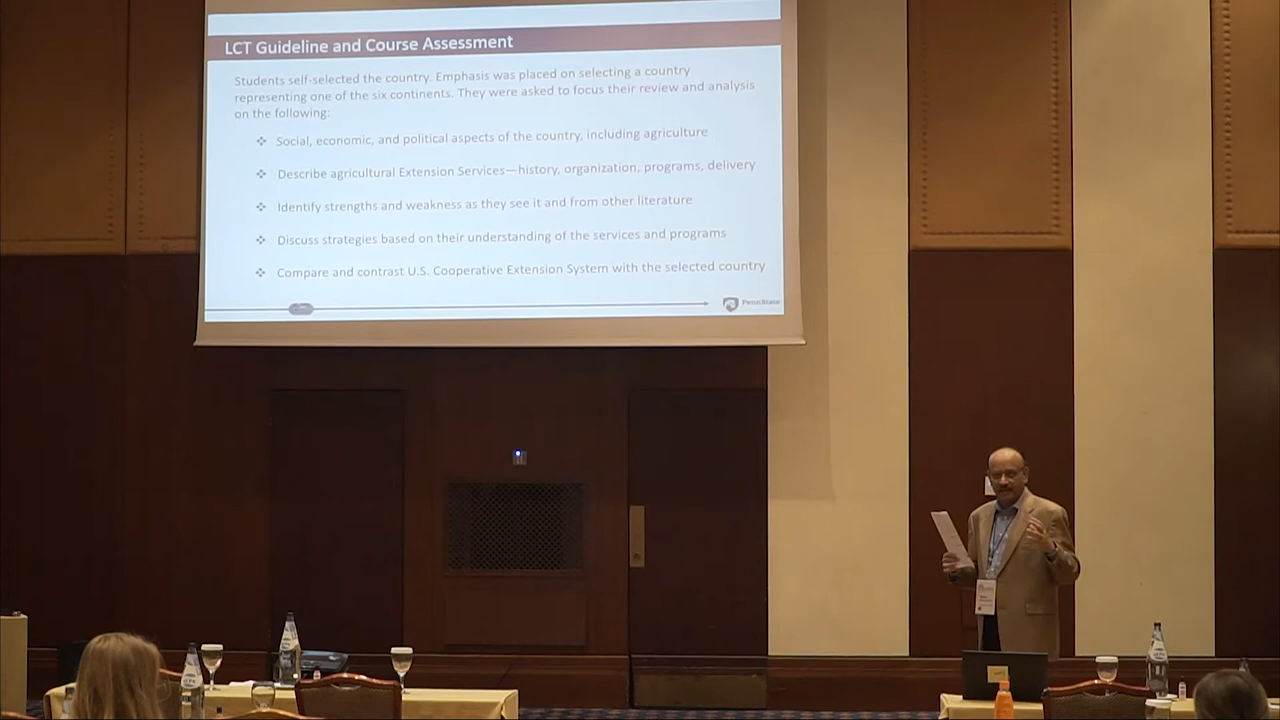 LCT Guideline and Course Assessment
Students self-selected the country. Emphasis was placed on selecting a country
representing one of the six continents. They were asked to focus their review and analysis
on the following:
❖ Social, economic, and political aspects of the country, including agriculture
❖ Describe agricultural Extension Services—history, organization, programs, delivery
❖ Identify strengths and weakness as they see it and from other literature
❖ Discuss strategies based on their understanding of the services and programs
❖ Compare and contrast U.S. Cooperative Extension System with the selected country
PennState